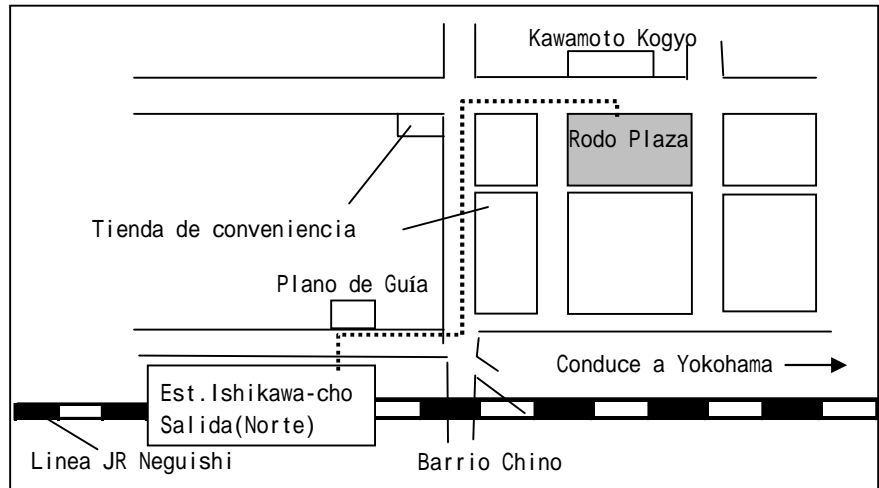 Kawamoto Kogyo
Rodo Plaza
Tienda de conveniencia
Plano de Guía
Conduce a Yokohama
Est.Ishikawa-cho
Salida(Norte)
Linea JR Neguishi
Barrio Chino